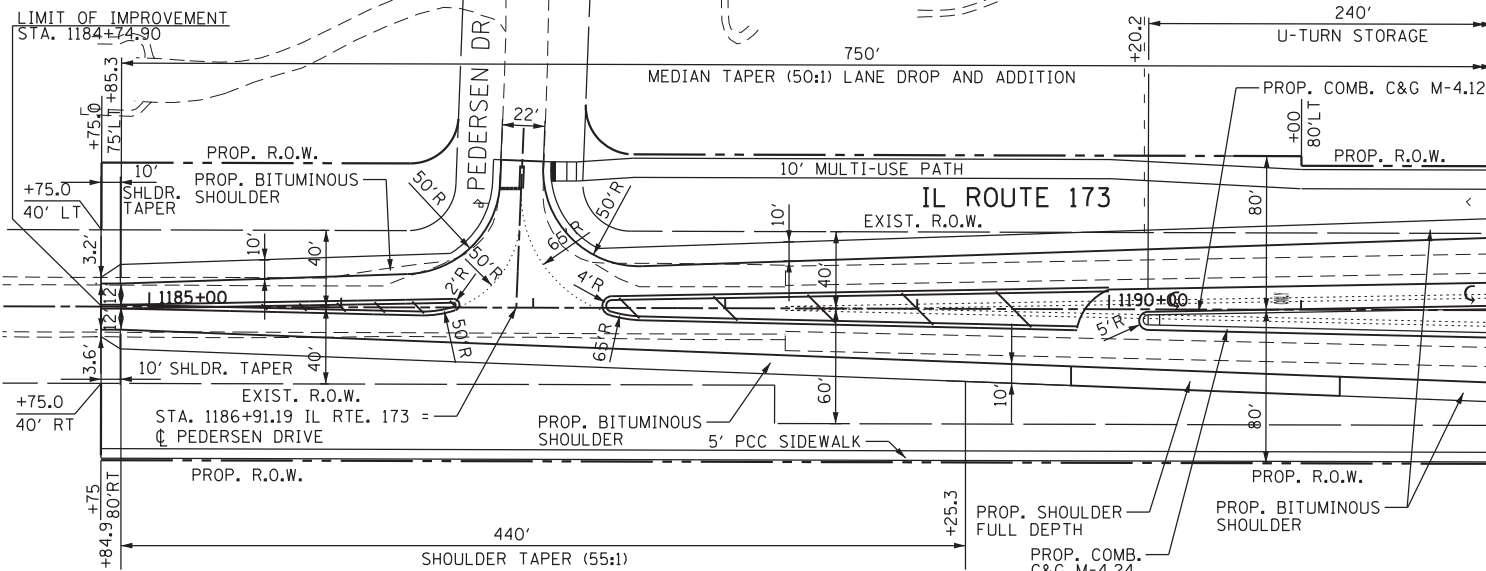 LIMIT OF IMPROVEMENT
STA. 1184+74.90
PEDERSEN DR.
+20.2
240'
U-TURN STORAGE
750'
MEDIAN TAPER (50:1) LANE DROP AND ADDITION
PROP. COMB. C&G M-4.12
+75.0
75'LT
+85.3
22'
+00
80'LT
PROP. R.O.W.
PROP. R.O.W.
10'
SHLDR.
TAPER
PROP. BITUMINOUS
SHOULDER
10' MULTI-USE PATH
IL ROUTE 173
EXIST. R.O.W.
+75.0
40' LT
50'R
50'R
65'R
50'R
10'
40'
10'
40'
80'
3.2'
2'R
4'R
12'
1185+00
1190+00
12'
50'R
65'R
5'R
3.6'
10' SHLDR. TAPER
40'
60'
10'
80'
EXIST. R.O.W.
+75.0
40' RT
STA. 1186+91.19 IL RTE. 173 =
℄ PEDERSEN DRIVE
PROP. BITUMINOUS
SHOULDER
5' PCC SIDEWALK
PROP. R.O.W.
PROP. R.O.W.
+84.9
+75
80'RT
+25.3
PROP. SHOULDER
FULL DEPTH
PROP. BITUMINOUS
SHOULDER
440'
SHOULDER TAPER (55:1)
PROP. COMB.
C&G M-4.24